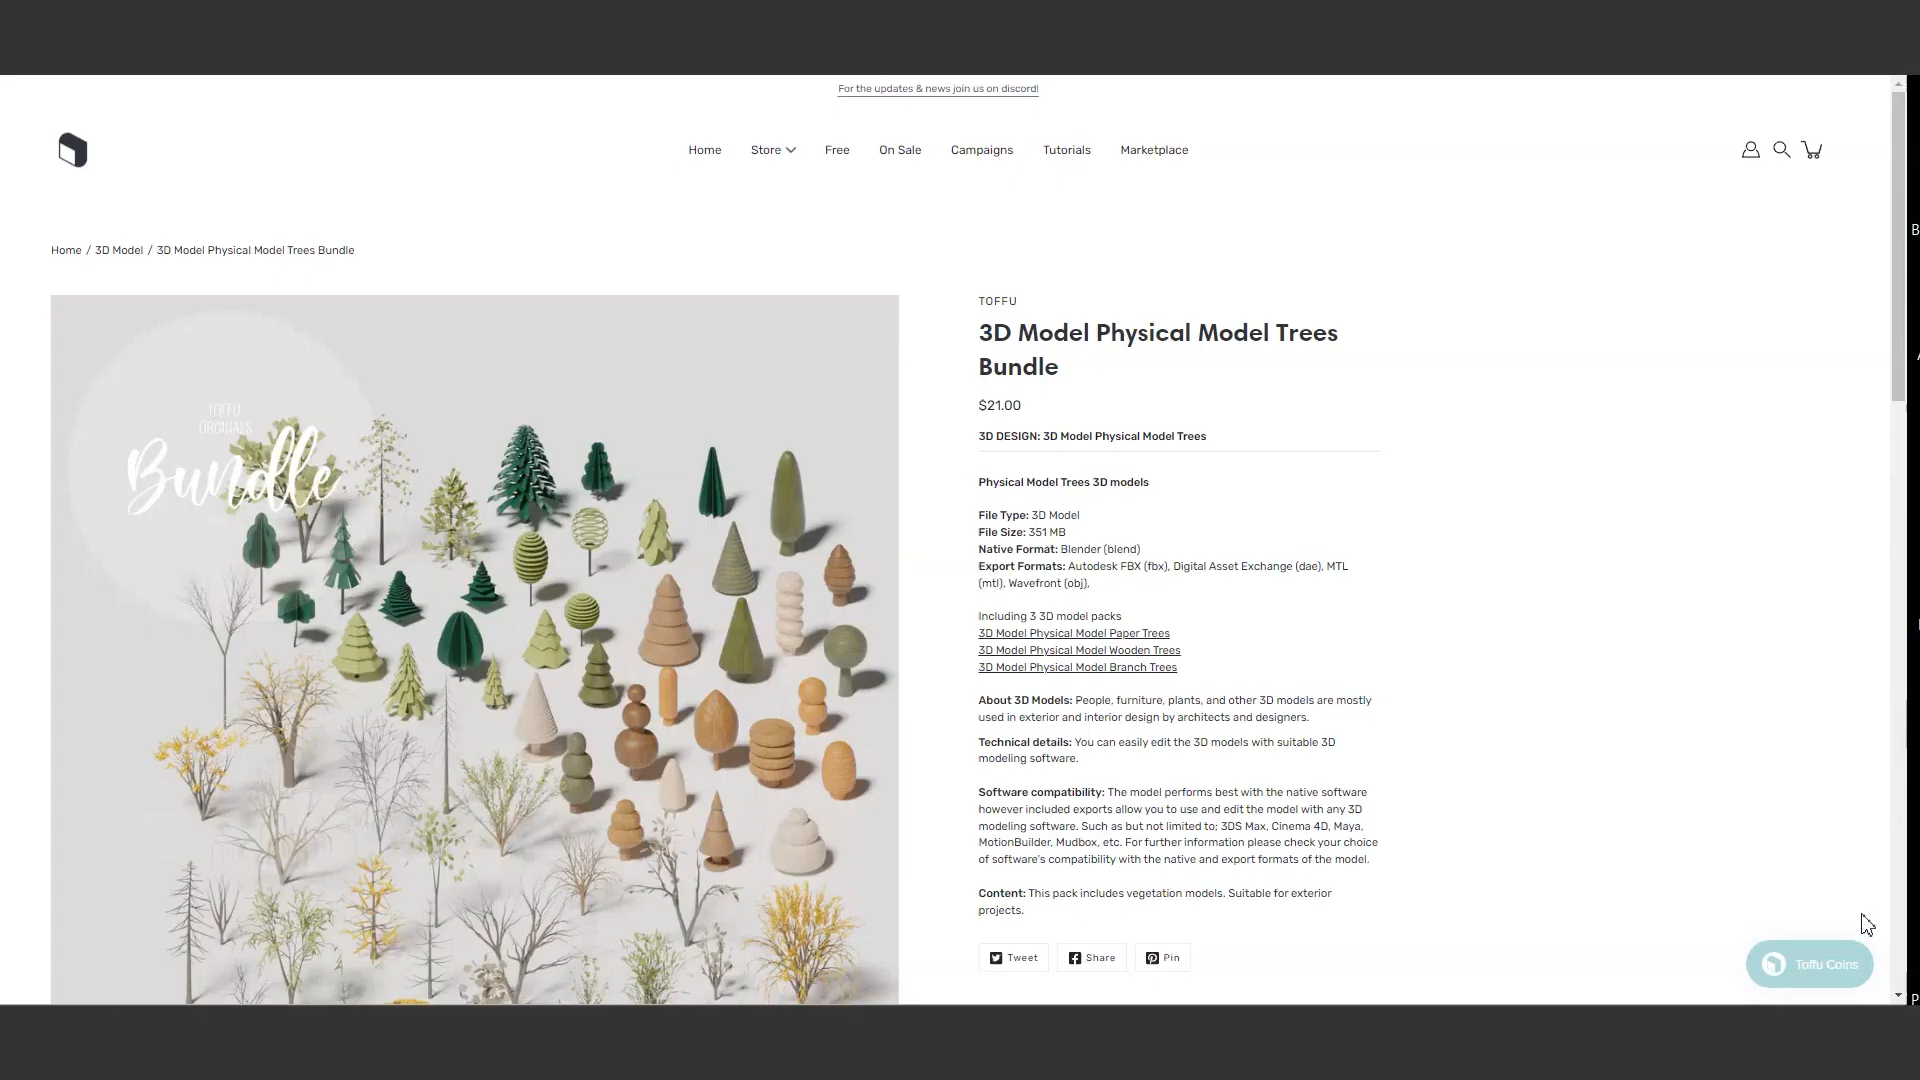 For the updates & news join us on discord!
Home Store Free On Sale Campaigns Tutorials Marketplace
Home / 3D Model / 3D Model Physical Model Trees Bundle
TOFFU
ORGINALS
Bundle
TOFFU
3D Model Physical Model Trees
Bundle
$21.00
3D DESIGN: 3D Model Physical Model Trees
Physical Model Trees 3D models
File Type: 3D Model
File Size: 351 MB
Native Format: Blender (blend)
Export Formats: Autodesk FBX (fbx), Digital Asset Exchange (dae), MTL
(mtl), Wavefront (obj),
Including 3 3D model packs
3D Model Physical Model Paper Trees
3D Model Physical Model Wooden Trees
3D Model Physical Model Branch Trees
About 3D Models: People, furniture, plants, and other 3D models are mostly
used in exterior and interior design by architects and designers.
Technical details: You can easily edit the 3D models with suitable 3D
modeling software.
Software compatibility: The model performs best with the native software
however included exports allow you to use and edit the model with any 3D
modeling software. Such as but not limited to; 3DS Max, Cinema 4D, Maya,
MotionBuilder, Mudbox, etc. For further information please check your choice
of software's compatibility with the native and export formats of the model.
Content: This pack includes vegetation models. Suitable for exterior
projects.
Tweet Share Pin
Toffu Coins